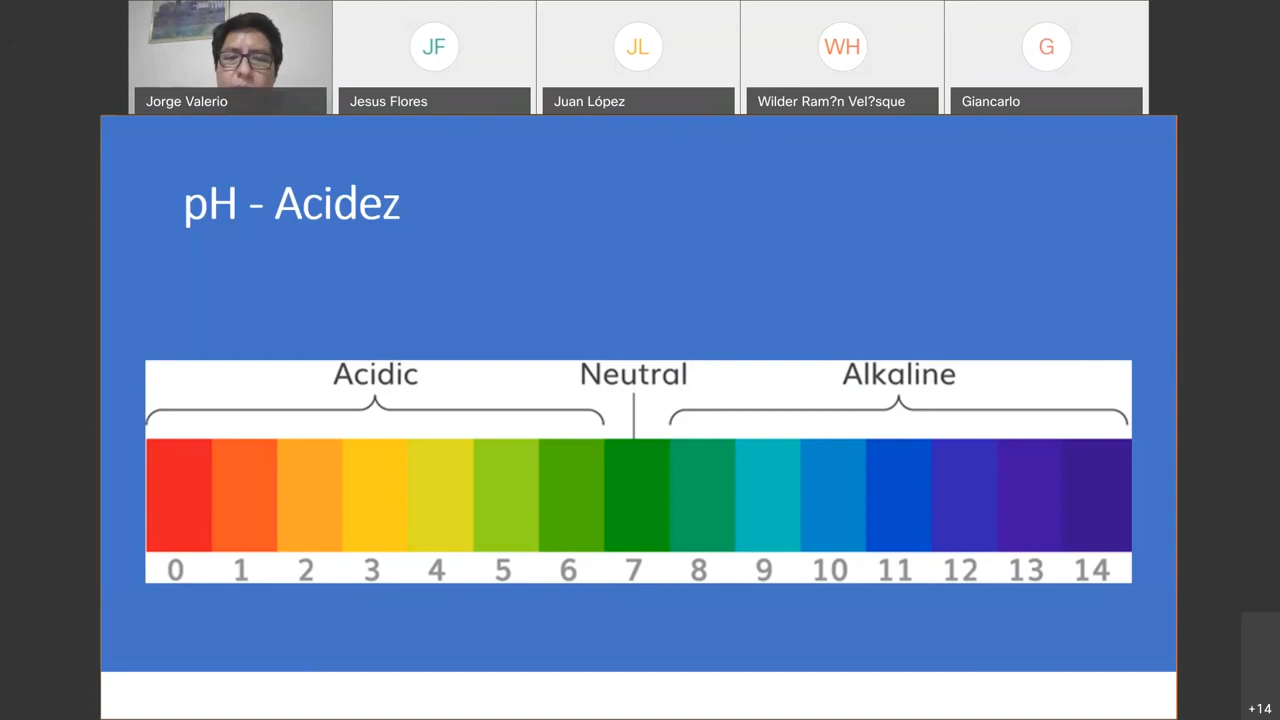 JF
JL
WH
G
Jorge Valerio
Jesus Flores
Juan López
Wilder Ram?n Vel?sque
Giancarlo
pH - Acidez
Acidic
Neutral
Alkaline
0 1 2 3 4 5 6 7 8 9 10 11 12 13 14
+14